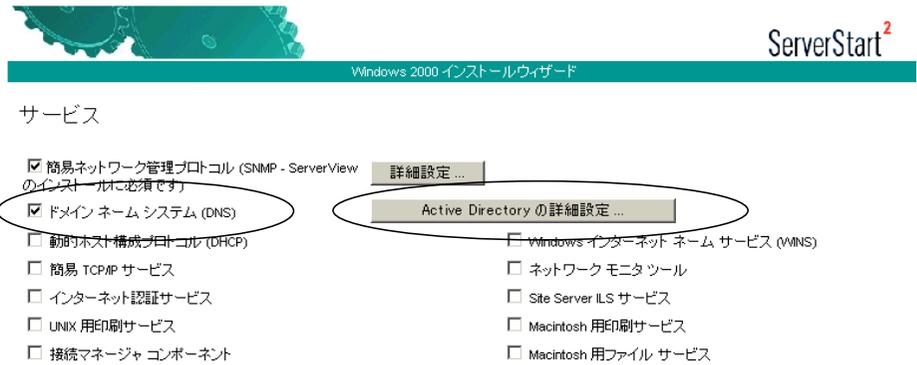 ServerStart²
Windows 2000 インストールウィザード
サービス
簡易ネットワーク管理プロトコル (SNMP - ServerView
のインストールに必須です)
詳細設定 ...
ドメイン ネーム システム (DNS)
Active Directory の詳細設定 ...
動的ホスト構成プロトコル (DHCP)
Windows インターネット ネーム サービス (WINS)
簡易 TCP/IP サービス
ネットワーク モニタ ツール
インターネット認証サービス
Site Server ILS サービス
UNIX 用印刷サービス
Macintosh 用印刷サービス
接続マネージャ コンポーネント
Macintosh 用ファイル サービス